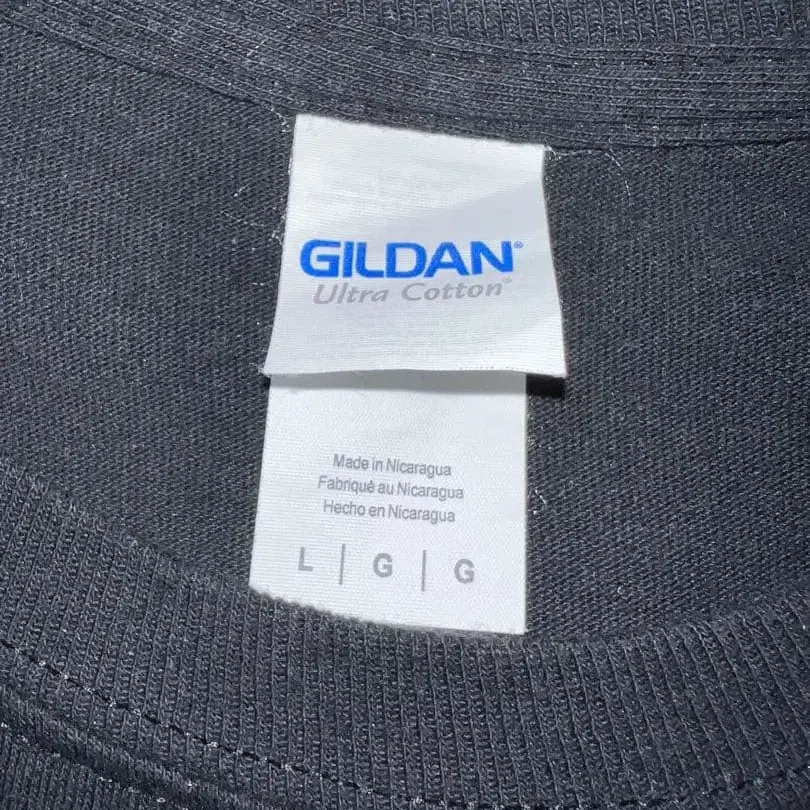 GILDAN®
Ultra Cotton®
Made in Nicaragua
Fabriqué au Nicaragua
Hecho en Nicaragua
L | G | G